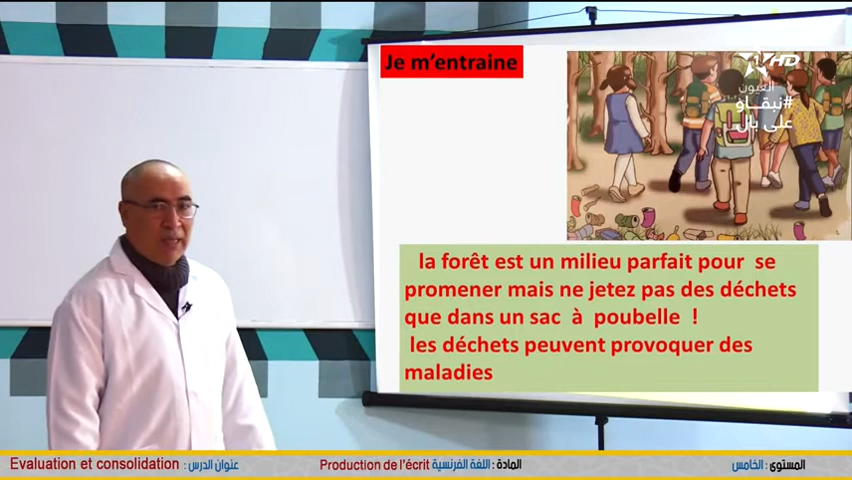 Je m'entraine
HD
العيون
#نبقاو
على بال
la forêt est un milieu parfait pour se
promener mais ne jetez pas des déchets
que dans un sac à poubelle !
les déchets peuvent provoquer des
maladies
Evaluation et consolidation عنوان الدرس :
Production de l'écrit المادة : اللغة الفرنسية
المستوى : الخامس